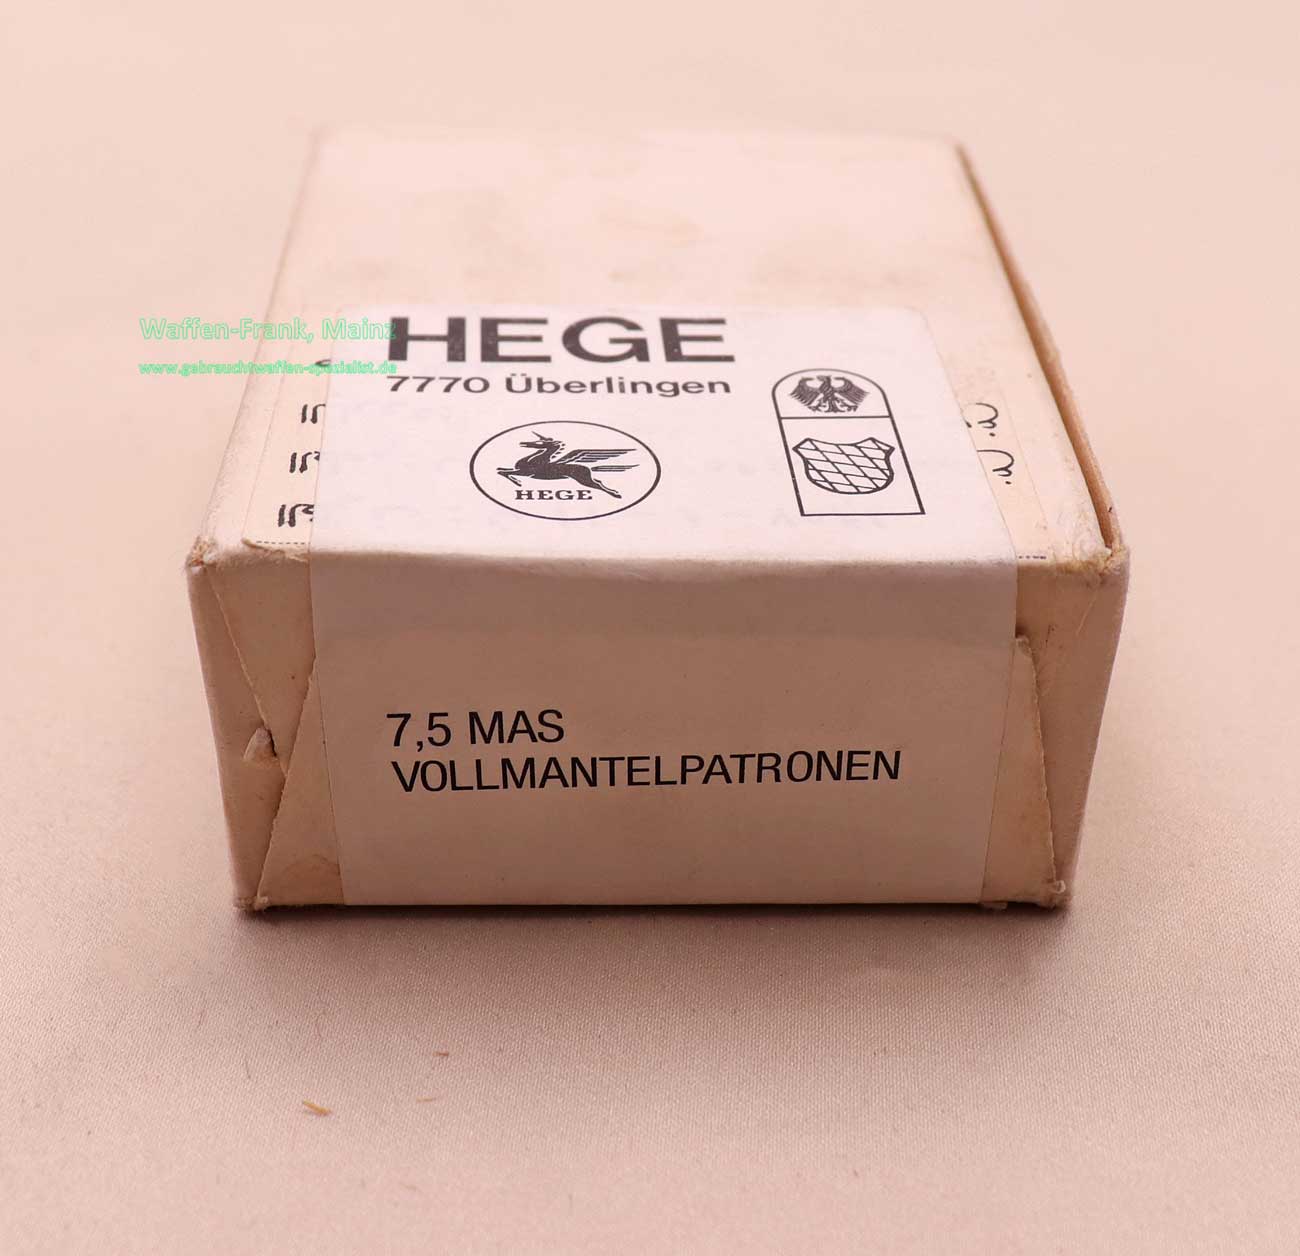 Waffen-Frank, Mainz
www.gebrauchtwaffen-spezialist.de
HEGE
7770 Überlingen
HEGE
7,5 MAS
VOLLMANTELPATRONEN